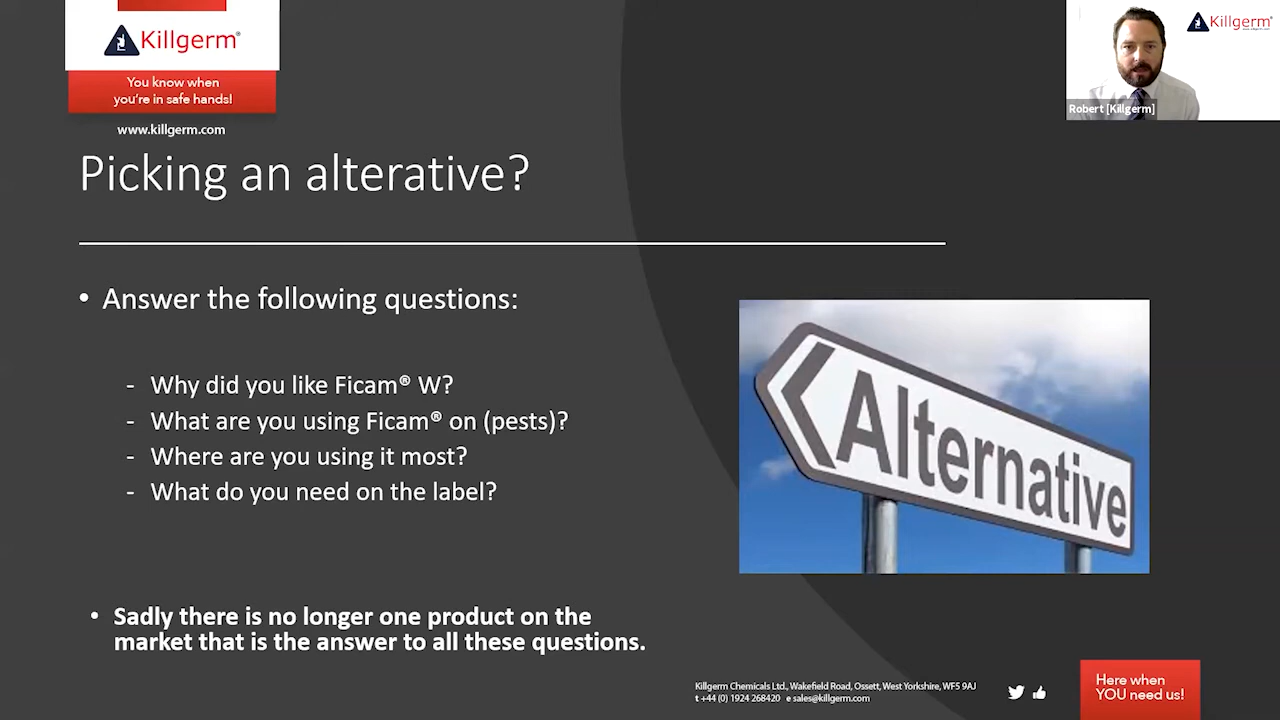 Killgerm®
You know when
you're in safe hands!
www.killgerm.com
Killgerm®
Robert [Killgerm]
Picking an alterative?
• Answer the following questions:
- Why did you like Ficam® W?
- What are you using Ficam® on (pests)?
- Where are you using it most?
- What do you need on the label?
Alternative
• Sadly there is no longer one product on the
market that is the answer to all these questions.
Killgerm Chemicals Ltd., Wakefield Road, Ossett, West Yorkshire, WF5 9AJ
t +44 (0) 1924 268420 e sales@killgerm.com
Here when
YOU need us!